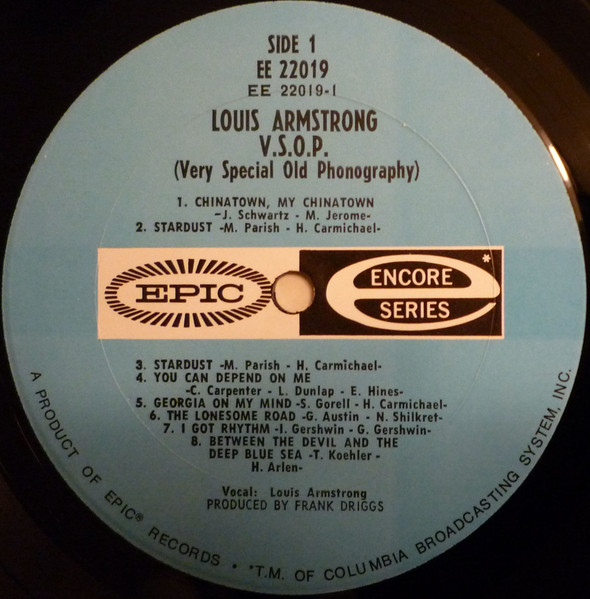 SIDE 1
EE 22019
EE 22019-1
LOUIS ARMSTRONG
V.S.O.P.
(Very Special Old Phonography)
1. CHINATOWN, MY CHINATOWN
-J. Schwartz - M. Jerome-
2. STARDUST -M. Parish - H. Carmichael-
EPIC
e
*
ENCORE
SERIES
3. STARDUST -M. Parish - H. Carmichael-
4. YOU CAN DEPEND ON ME
-C. Carpenter - L. Dunlap - E. Hines-
5. GEORGIA ON MY MIND -S. Gorell - H. Carmichael-
6. THE LONESOME ROAD -G. Austin - N. Shilkret-
7. I GOT RHYTHM -I. Gershwin - G. Gershwin-
8. BETWEEN THE DEVIL AND THE
DEEP BLUE SEA -T. Koehler -
H. Arlen-
Vocal: Louis Armstrong
PRODUCED BY FRANK DRIGGS
A PRODUCT OF EPIC® RECORDS • *T.M. OF COLUMBIA BROADCASTING SYSTEM, INC.